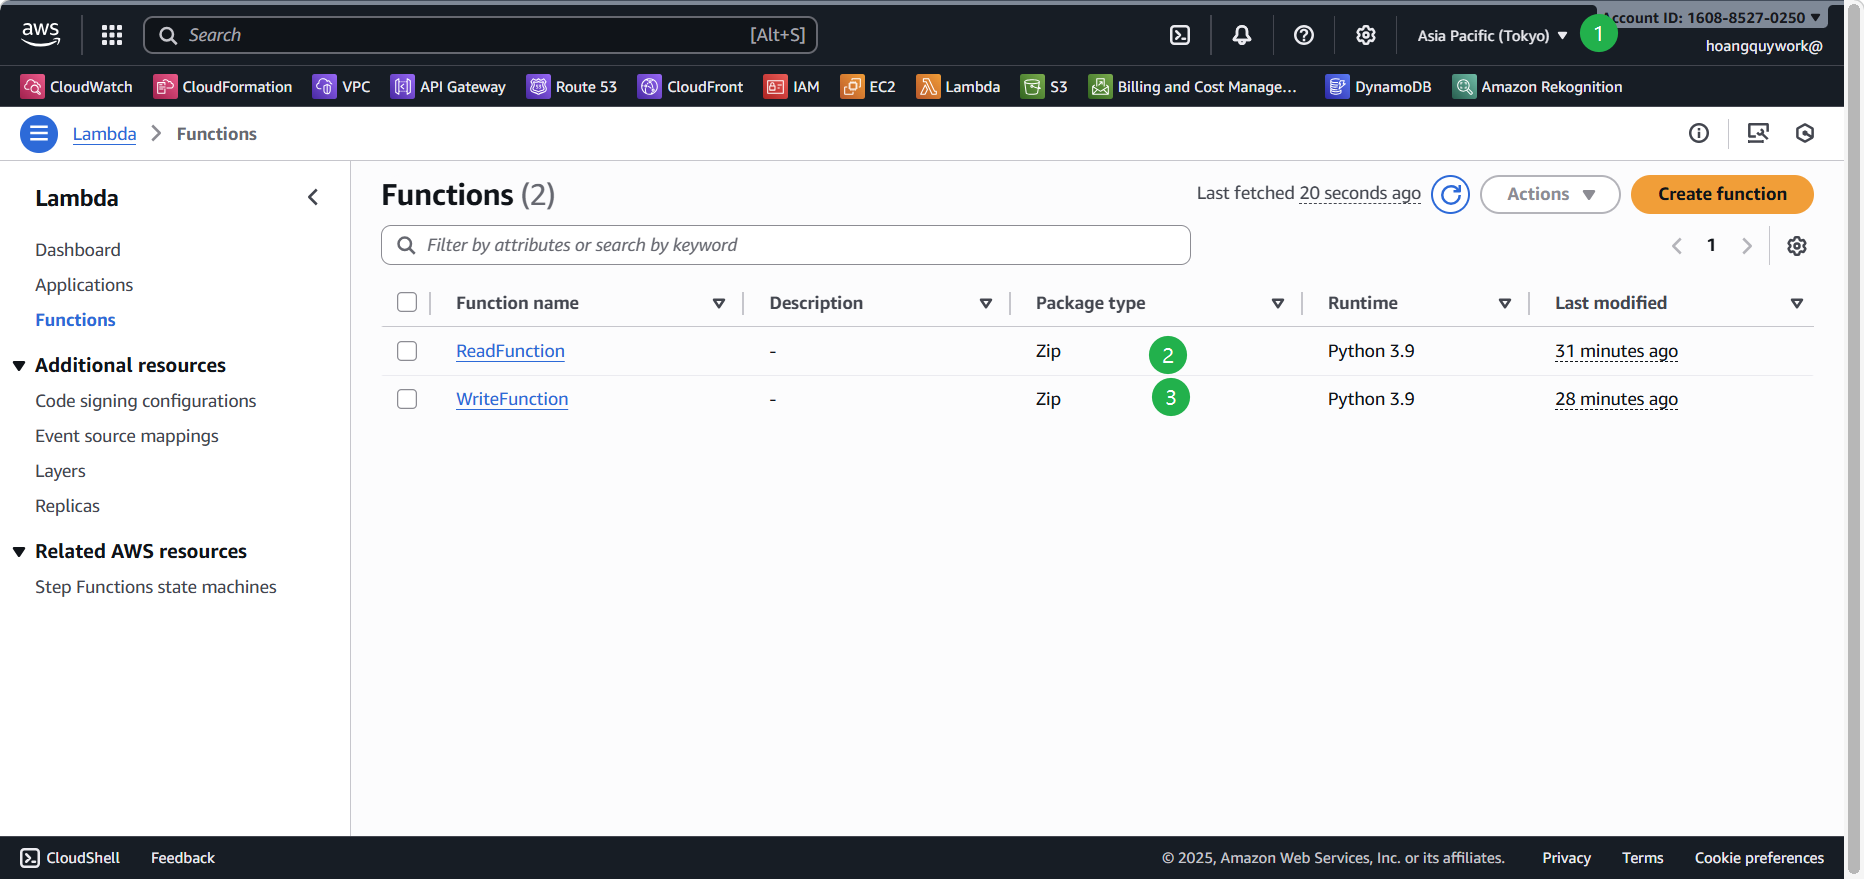 aws
Search [Alt+S]
Asia Pacific (Tokyo)
1
Account ID: 1608-8527-0250
hoangquywork@
CloudWatch CloudFormation VPC API Gateway Route 53 CloudFront IAM EC2 Lambda S3 Billing and Cost Manage... DynamoDB Amazon Rekognition
Lambda > Functions
Lambda
Dashboard
Applications
Functions
Additional resources
Code signing configurations
Event source mappings
Layers
Replicas
Related AWS resources
Step Functions state machines
Functions (2)
Last fetched 20 seconds ago
Actions
Create function
Filter by attributes or search by keyword
1
Function name Description Package type Runtime Last modified
ReadFunction - Zip 2 Python 3.9 31 minutes ago
WriteFunction - Zip 3 Python 3.9 28 minutes ago
CloudShell Feedback © 2025, Amazon Web Services, Inc. or its affiliates. Privacy Terms Cookie preferences